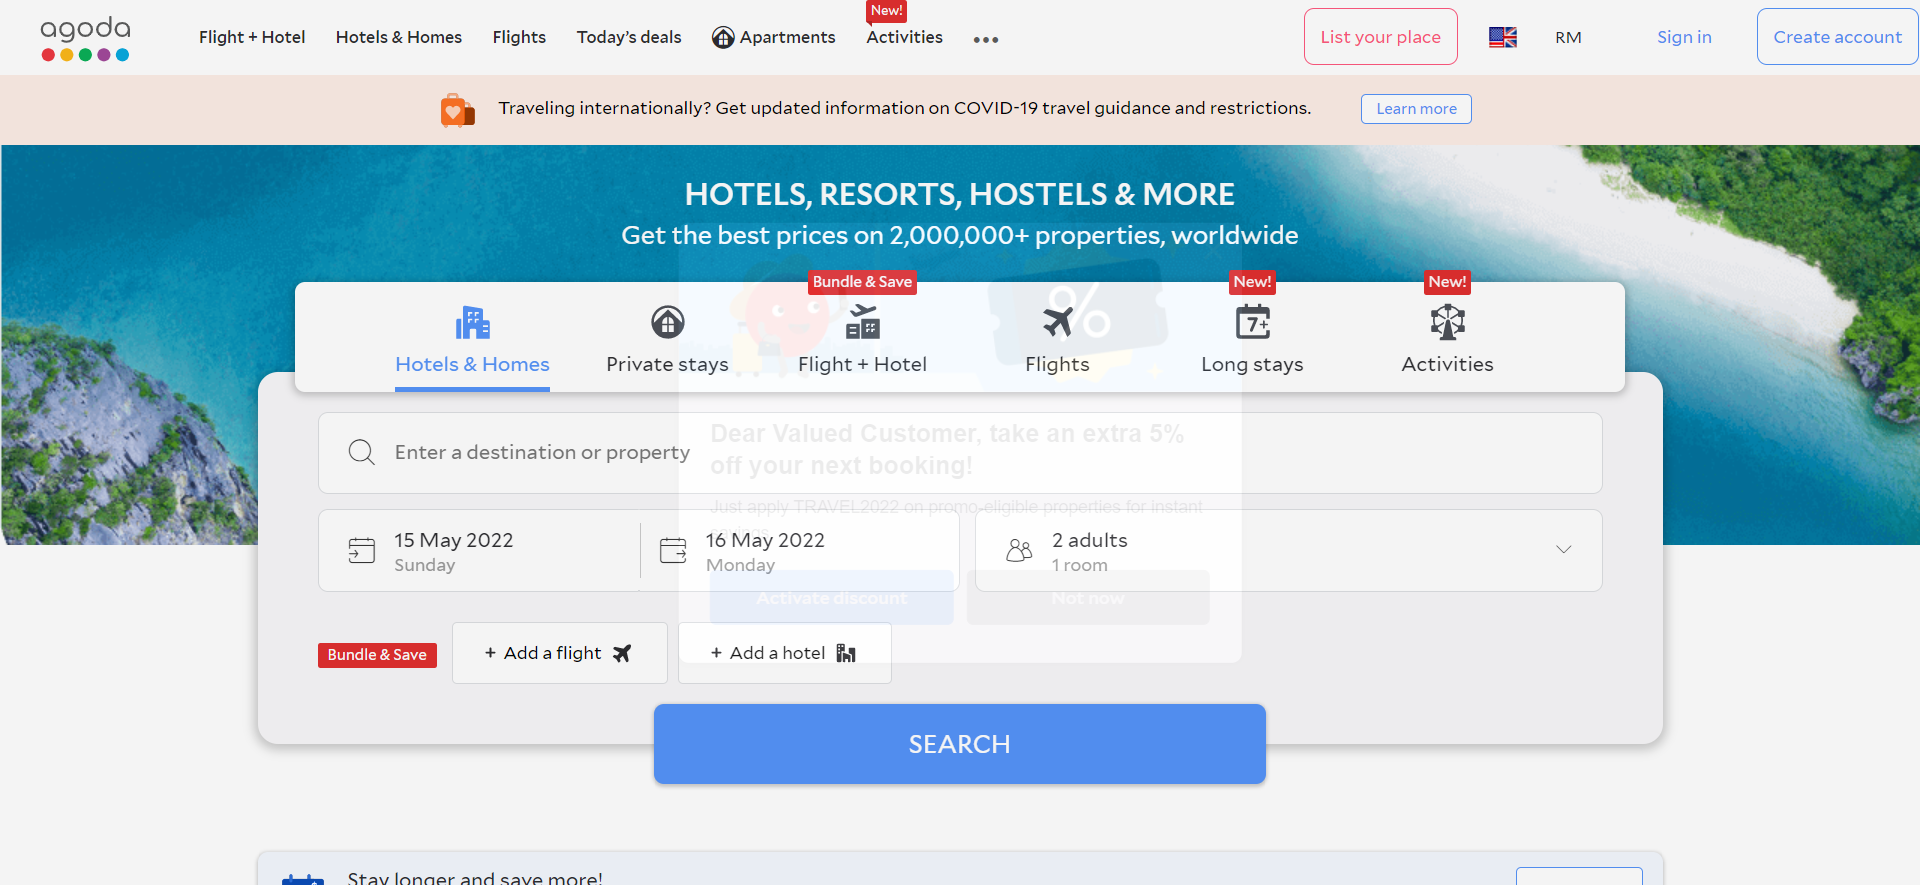 agoda
Flight + Hotel
Hotels & Homes
Flights
Today's deals
Apartments
New!
Activities
List your place
RM
Sign in
Create account
Traveling internationally? Get updated information on COVID-19 travel guidance and restrictions.
Learn more
HOTELS, RESORTS, HOSTELS & MORE
Get the best prices on 2,000,000+ properties, worldwide
Hotels & Homes
Private stays
Bundle & Save
Flight + Hotel
%
Flights
New!
7+
Long stays
New!
Activities
Enter a destination or property
Dear Valued Customer, take an extra 5%
off your next booking!
Just apply TRAVEL2022 on promo-eligible properties for instant
savings
15 May 2022
Sunday
16 May 2022
Monday
2 adults
1 room
Activate discount
Not now
Bundle & Save
+ Add a flight
+ Add a hotel
SEARCH
Stay longer and save more!